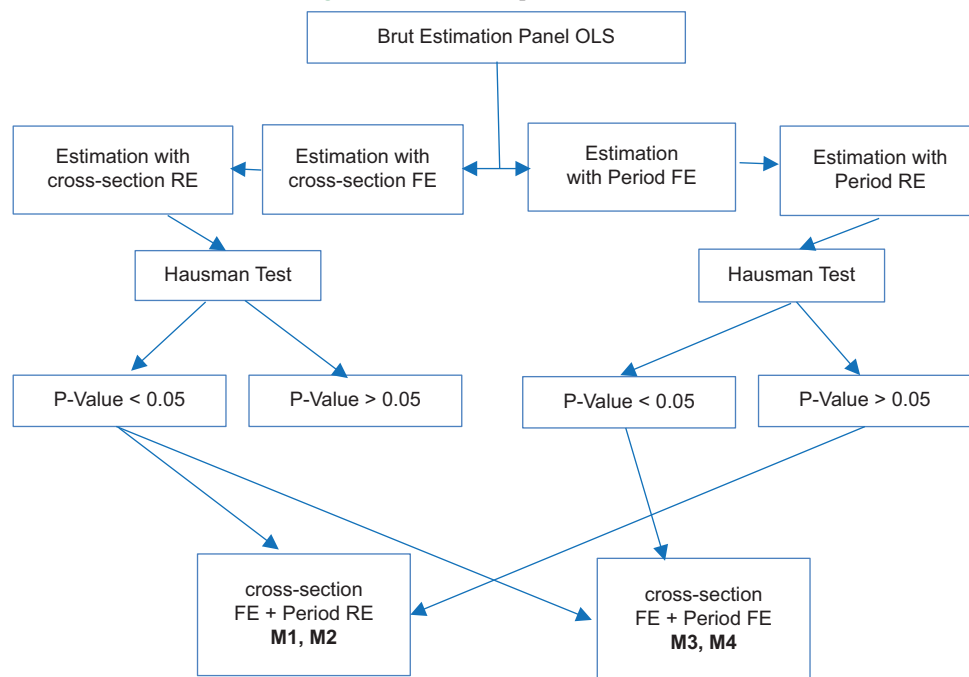 Brut Estimation Panel OLS
Estimation with
cross-section RE
Estimation with
cross-section FE
Estimation
with Period FE
Estimation with
Period RE
Hausman Test
Hausman Test
P-Value < 0.05
P-Value > 0.05
P-Value < 0.05
P-Value > 0.05
cross-section
FE + Period RE
M1, M2
cross-section
FE + Period FE
M3, M4